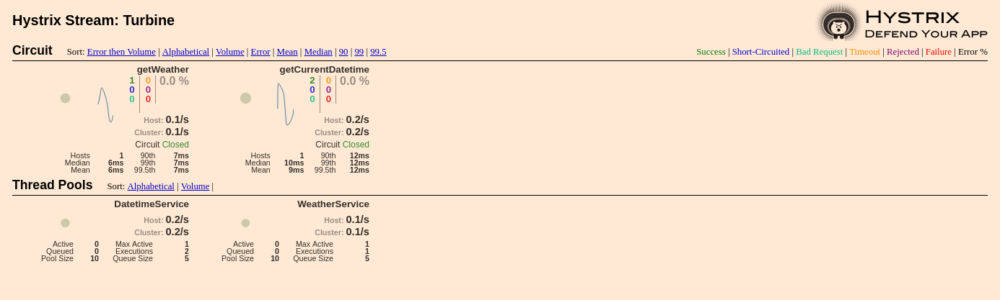 Hystrix Stream: Turbine
HYSTRIX
DEFEND YOUR APP
Circuit Sort: Error then Volume | Alphabetical | Volume | Error | Mean | Median | 90 | 99 | 99.5
Success | Short-Circuited | Bad Request | Timeout | Rejected | Failure | Error %
getWeather
1 0 0.0 %
0 0
0 0
Host: 0.1/s
Cluster: 0.1/s
Circuit Closed
Hosts 1 90th 7ms
Median 6ms 99th 7ms
Mean 6ms 99.5th 7ms
getCurrentDatetime
2 0 0.0 %
0 0
0 0
Host: 0.2/s
Cluster: 0.2/s
Circuit Closed
Hosts 1 90th 12ms
Median 10ms 99th 12ms
Mean 9ms 99.5th 12ms
Thread Pools Sort: Alphabetical | Volume |
DatetimeService
Host: 0.2/s
Cluster: 0.2/s
Active 0 Max Active 1
Queued 0 Executions 2
Pool Size 10 Queue Size 5
WeatherService
Host: 0.1/s
Cluster: 0.1/s
Active 0 Max Active 1
Queued 0 Executions 1
Pool Size 10 Queue Size 5